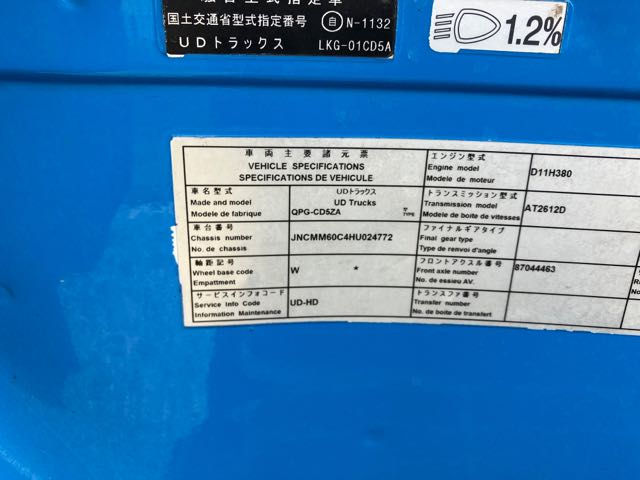 国土交通省型式指定番号 自 N-1132
UDトラックス LKG-01CD5A
1.2%
車両主要諸元票
VEHICLE SPECIFICATIONS
SPECIFICATIONS DE VEHICULE
エンジン型式
Engine model
Modele de moteur
D11H380
車名型式
Made and model
Modele de fabrique
UDトラックス
UD Trucks
QPG-CD5ZA
型
TYPE
トランスミッション型式
Transmission model
Modele de boite de vitesses
AT2612D
車台番号
Chassis number
No. de chassis
JNCMM60C4HU024772
ファイナルギアタイプ
Final gear type
Type de renvoi d'angle
軸距記号
Wheel base code
Empattment
W *
フロントアクスル番号
Front axle number
No. de essieu AV.
87044463
サービスインフォコード
Service Info Code
Information Maintenance
UD-HD
トランスファ番号
Transfer number
No. de boite de transfert